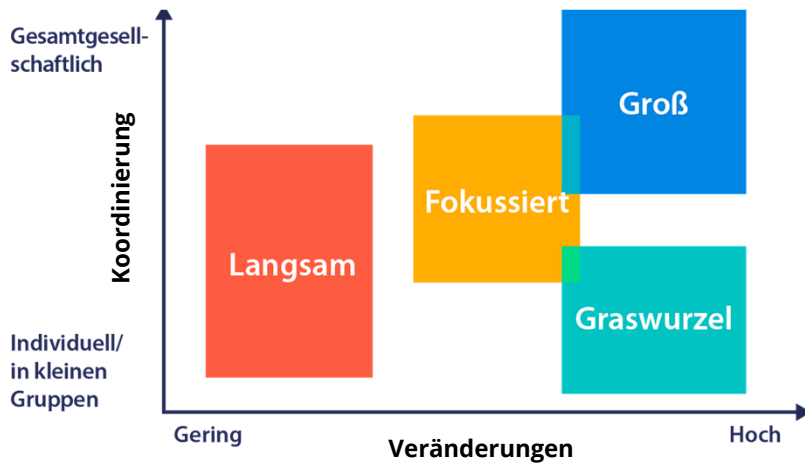 Gesamtgesell-
schaftlich
Koordinierung
Groß
Fokussiert
Langsam
Graswurzel
Individuell/
in kleinen
Gruppen
Gering
Veränderungen
Hoch